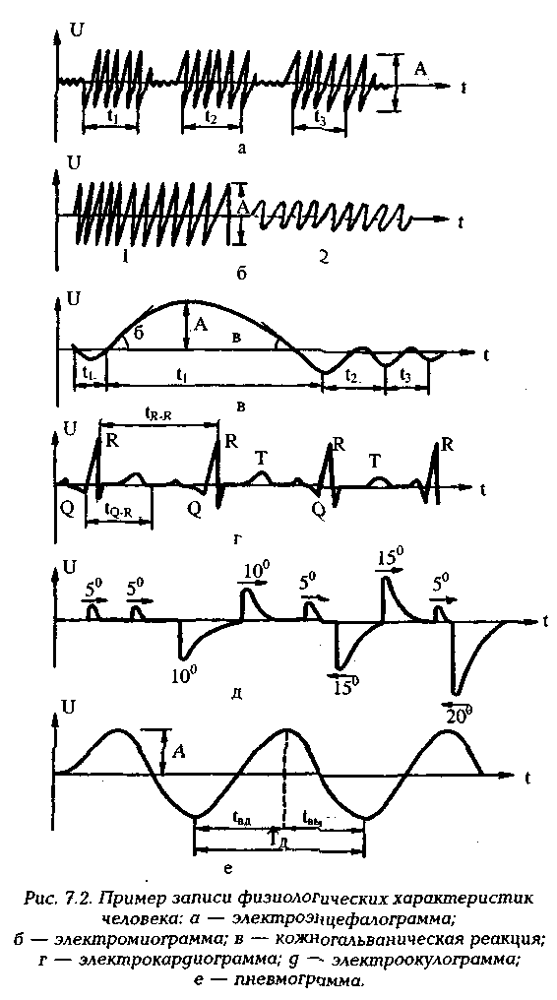 U
A
t
t₁ t₂ t₃
а
U
A
t
1 2
б
U
б A в
t
t₁. t₁ t₂. t₃
в
U
tR-R
R R R R
T T
t
Q Q Q
tQ-R
г
U
5⁰ 5⁰ 10⁰ 5⁰ 15⁰ 5⁰
t
10⁰ 15⁰ 20⁰
д
U
A
t
tвд tвы
Tд
е
Рис. 7.2. Пример записи физиологических характеристик
человека: а — электроэнцефалограмма;
б — электромиограмма; в — кожногальваническая реакция;
г — электрокардиограмма; д — электроокулограмма;
е — пневмограмма.